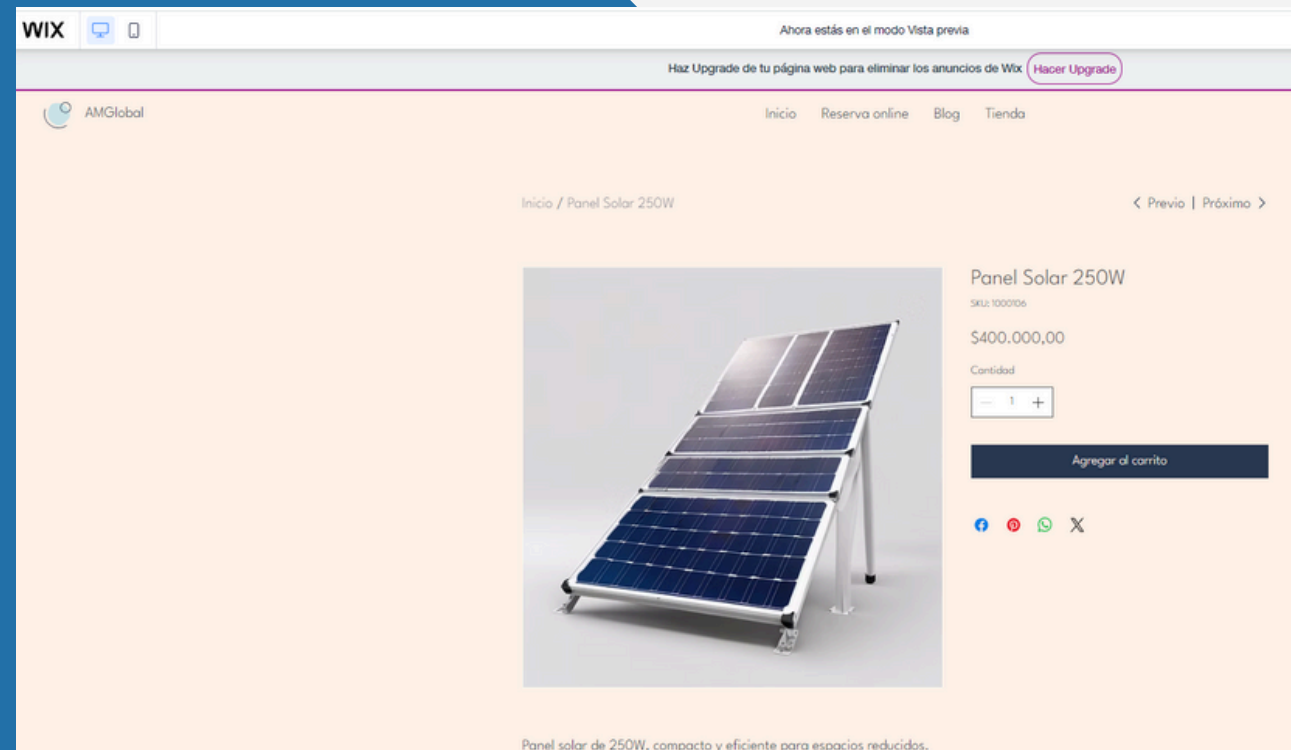 WIX
Ahora estás en el modo Vista previa
Haz Upgrade de tu página web para eliminar los anuncios de Wix Hacer Upgrade
AMGlobal
Inicio Reserva online Blog Tienda
Inicio / Panel Solar 250W
< Previo | Próximo >
Panel Solar 250W
SKU: 1000106
$400.000,00
Cantidad
— 1 +
Agregar al carrito
Panel solar de 250W, compacto y eficiente para espacios reducidos.